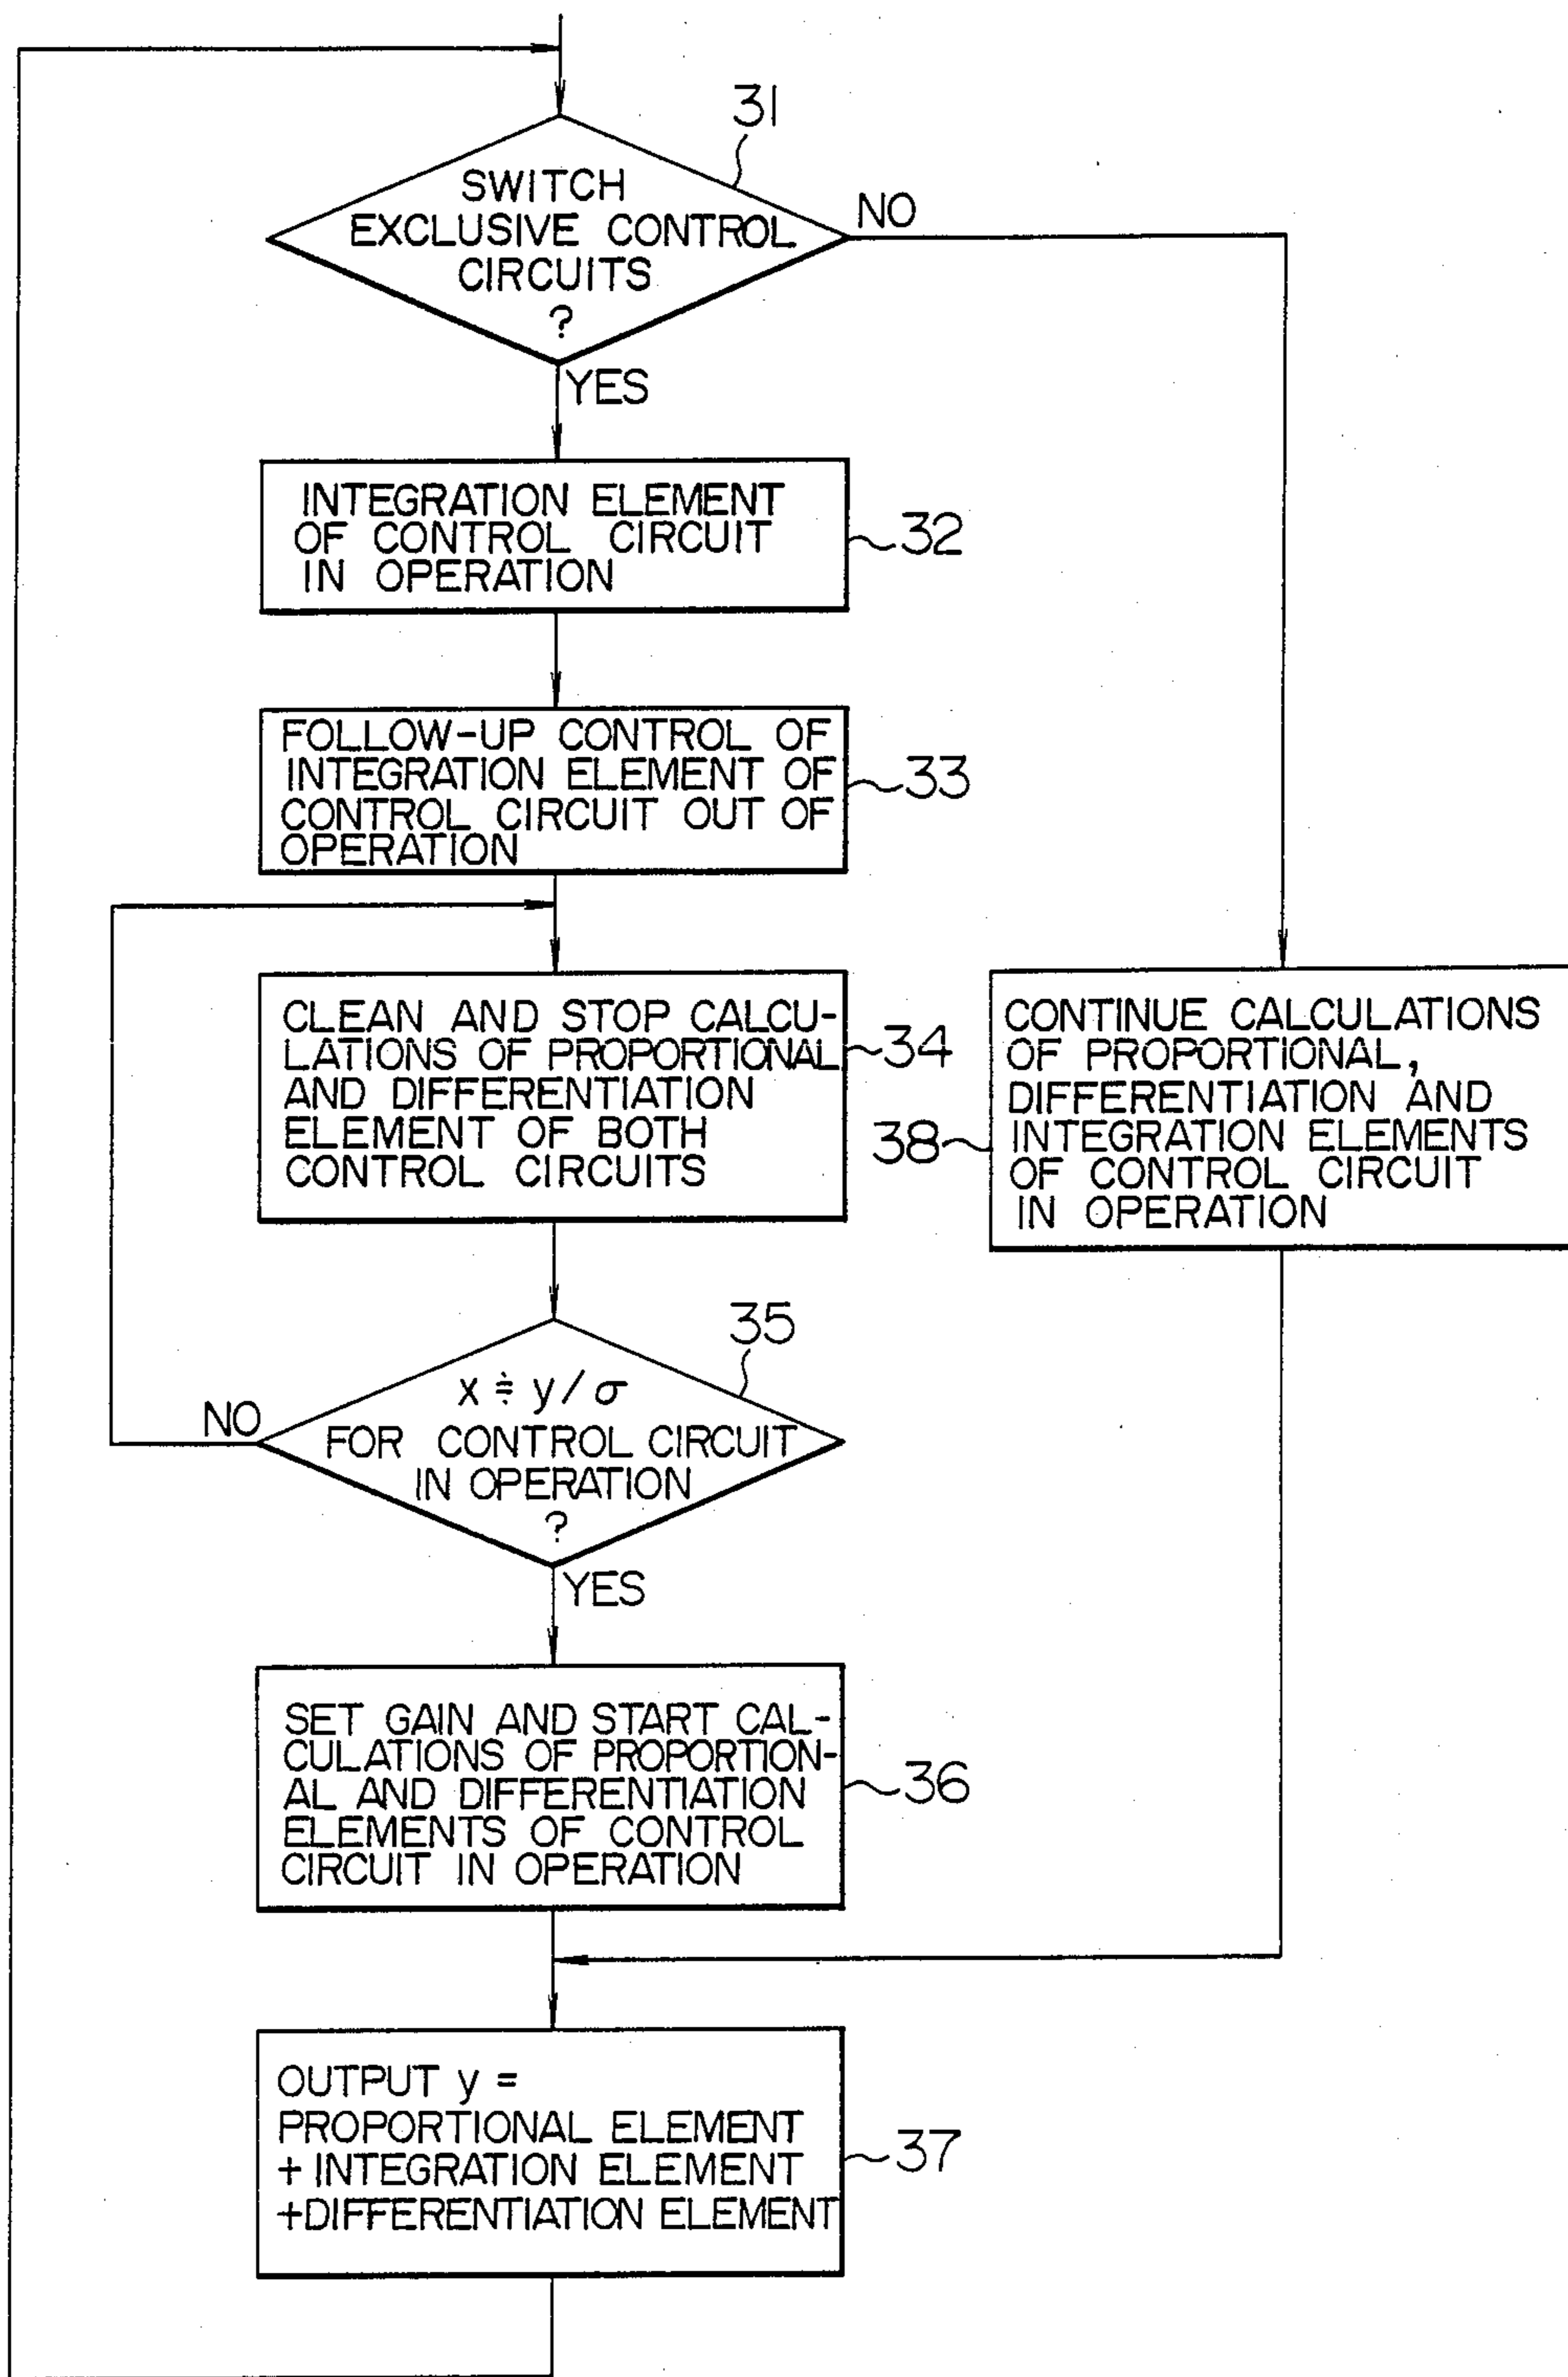 31
SWITCH
EXCLUSIVE CONTROL
CIRCUITS
?
NO
YES
INTEGRATION ELEMENT
OF CONTROL CIRCUIT
IN OPERATION
32
FOLLOW-UP CONTROL OF
INTEGRATION ELEMENT OF
CONTROL CIRCUIT OUT OF
OPERATION
33
CLEAN AND STOP CALCU-
LATIONS OF PROPORTIONAL
AND DIFFERENTIATION
ELEMENT OF BOTH
CONTROL CIRCUITS
34
CONTINUE CALCULATIONS
OF PROPORTIONAL,
DIFFERENTIATION AND
INTEGRATION ELEMENTS
OF CONTROL CIRCUIT
IN OPERATION
38
35
x ≒ y/σ
FOR CONTROL CIRCUIT
IN OPERATION
?
NO
YES
SET GAIN AND START CAL-
CULATIONS OF PROPORTION-
AL AND DIFFERENTIATION
ELEMENTS OF CONTROL
CIRCUIT IN OPERATION
36
OUTPUT y =
PROPORTIONAL ELEMENT
+ INTEGRATION ELEMENT
+DIFFERENTIATION ELEMENT
37